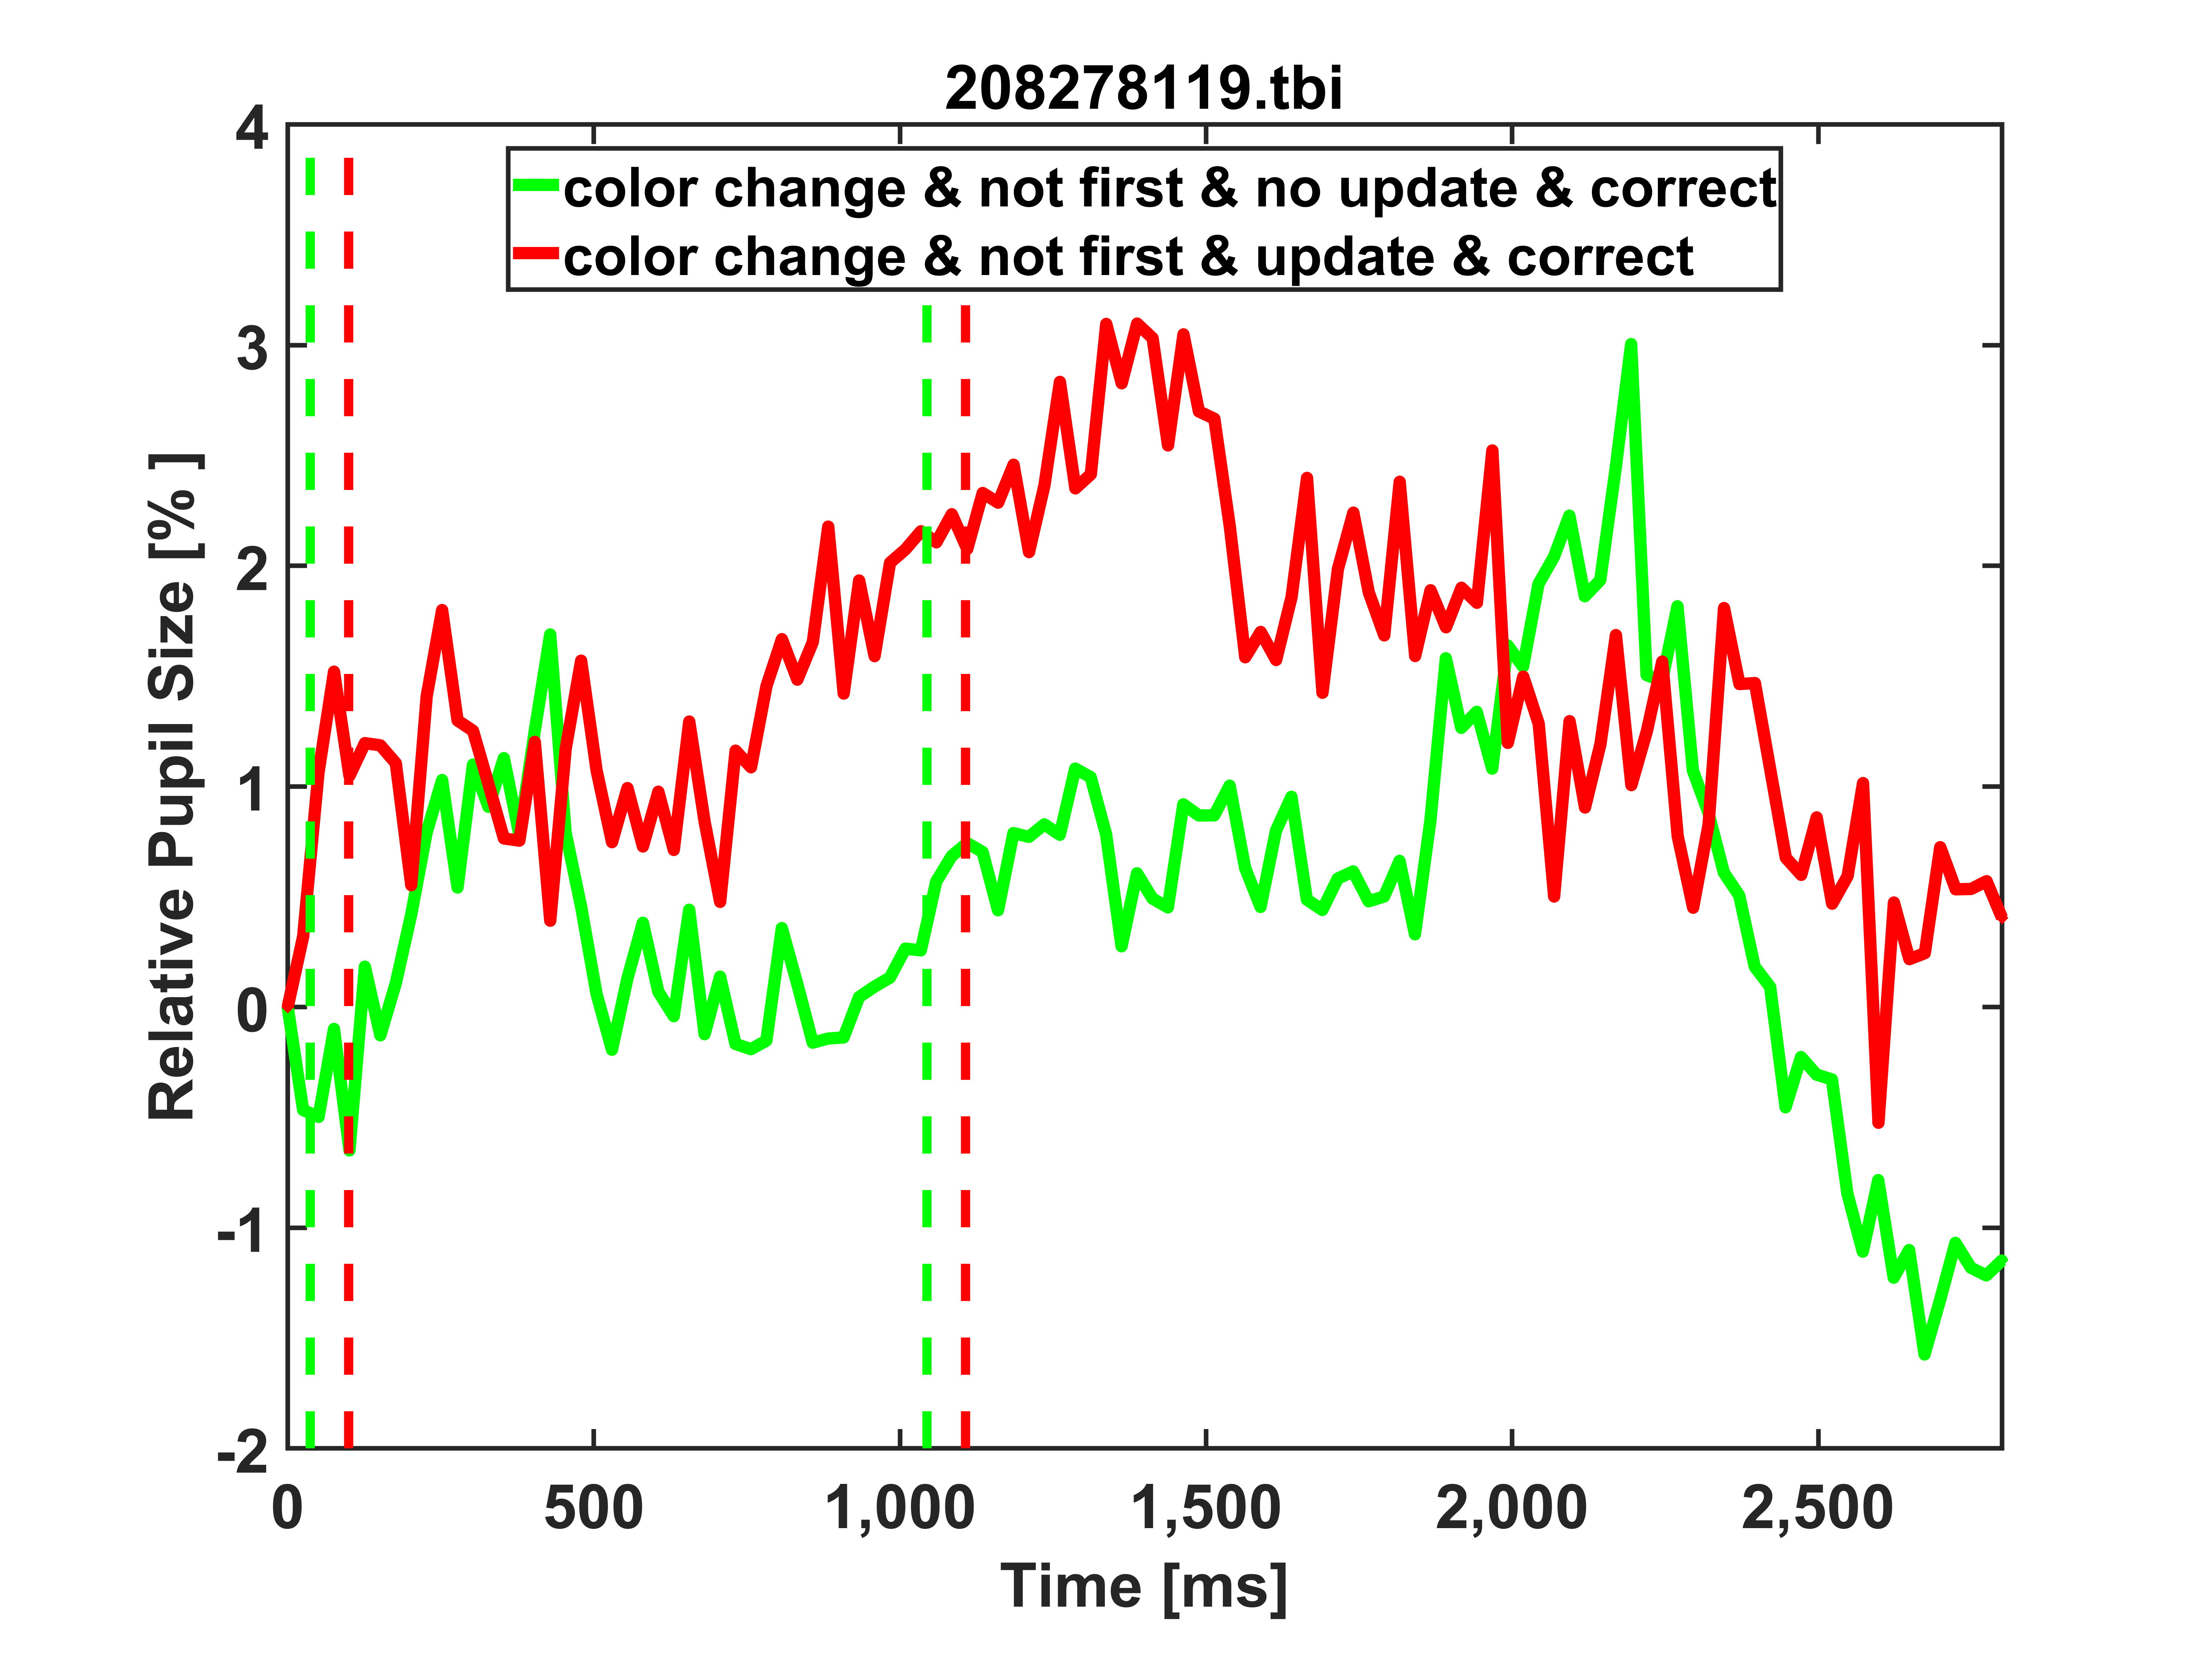 208278119.tbi
color change & not first & no update & correct
color change & not first & update & correct
Relative Pupil Size [% ]
4
3
2
1
0
-1
-2
0 500 1,000 1,500 2,000 2,500
Time [ms]